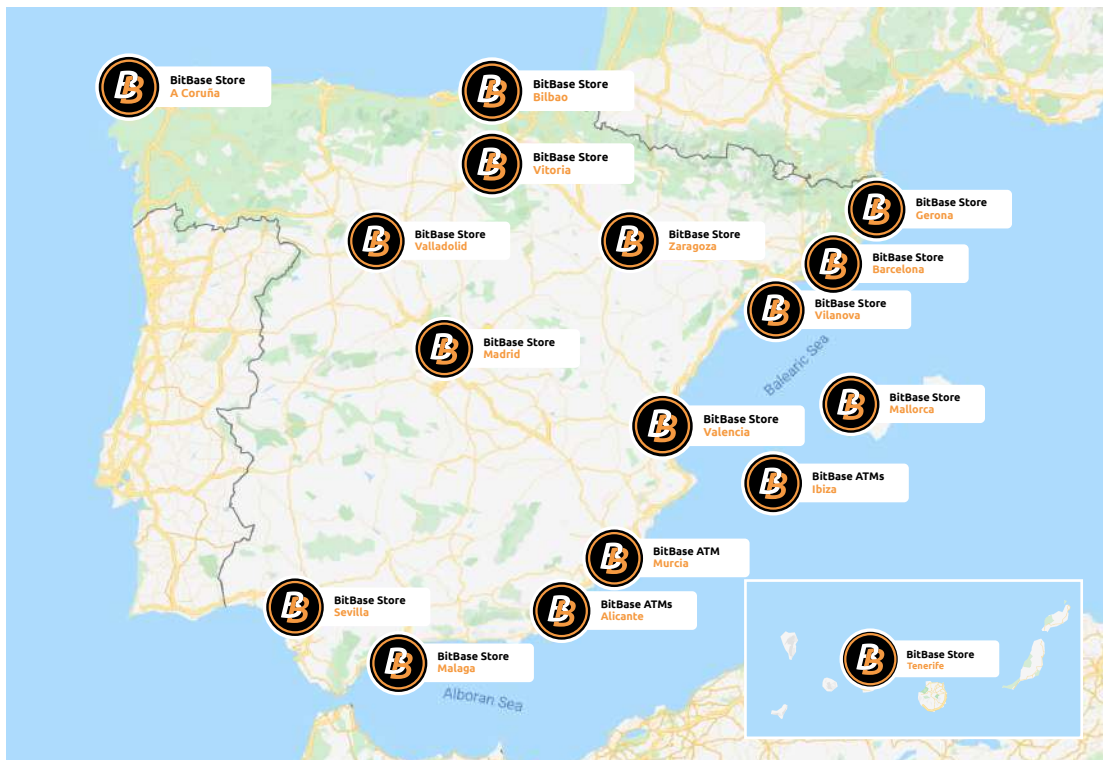 BitBase Store
A Coruña
BitBase Store
Bilbao
BitBase Store
Vitoria
BitBase Store
Gerona
BitBase Store
Valladolid
BitBase Store
Zaragoza
BitBase Store
Barcelona
BitBase Store
Vilanova
BitBase Store
Madrid
Balearic Sea
BitBase Store
Mallorca
BitBase Store
Valencia
BitBase ATMs
Ibiza
BitBase ATM
Murcia
BitBase Store
Sevilla
BitBase ATMs
Alicante
BitBase Store
Malaga
BitBase Store
Tenerife
Alboran Sea